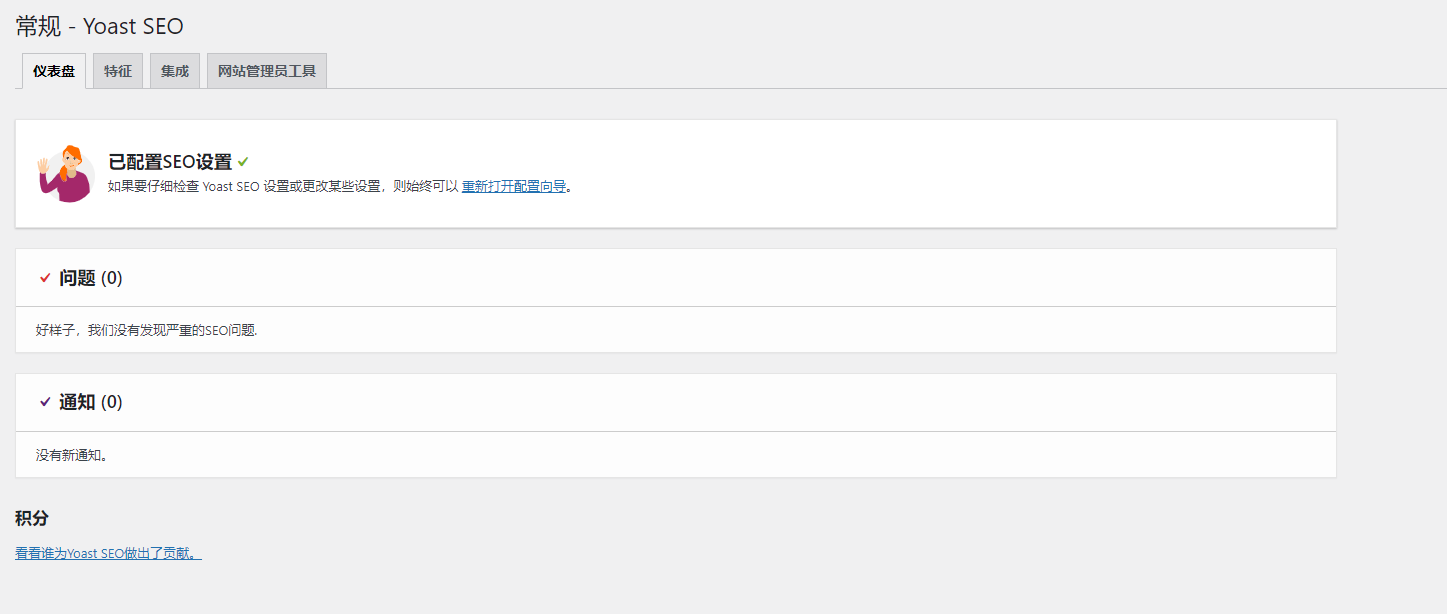 常规 - Yoast SEO
仪表盘 特征 集成 网站管理员工具
已配置SEO设置
如果要仔细检查 Yoast SEO 设置或更改某些设置，则始终可以 重新打开配置向导。
问题 (0)
好样子，我们没有发现严重的SEO问题.
通知 (0)
没有新通知。
积分
看看谁为Yoast SEO做出了贡献。